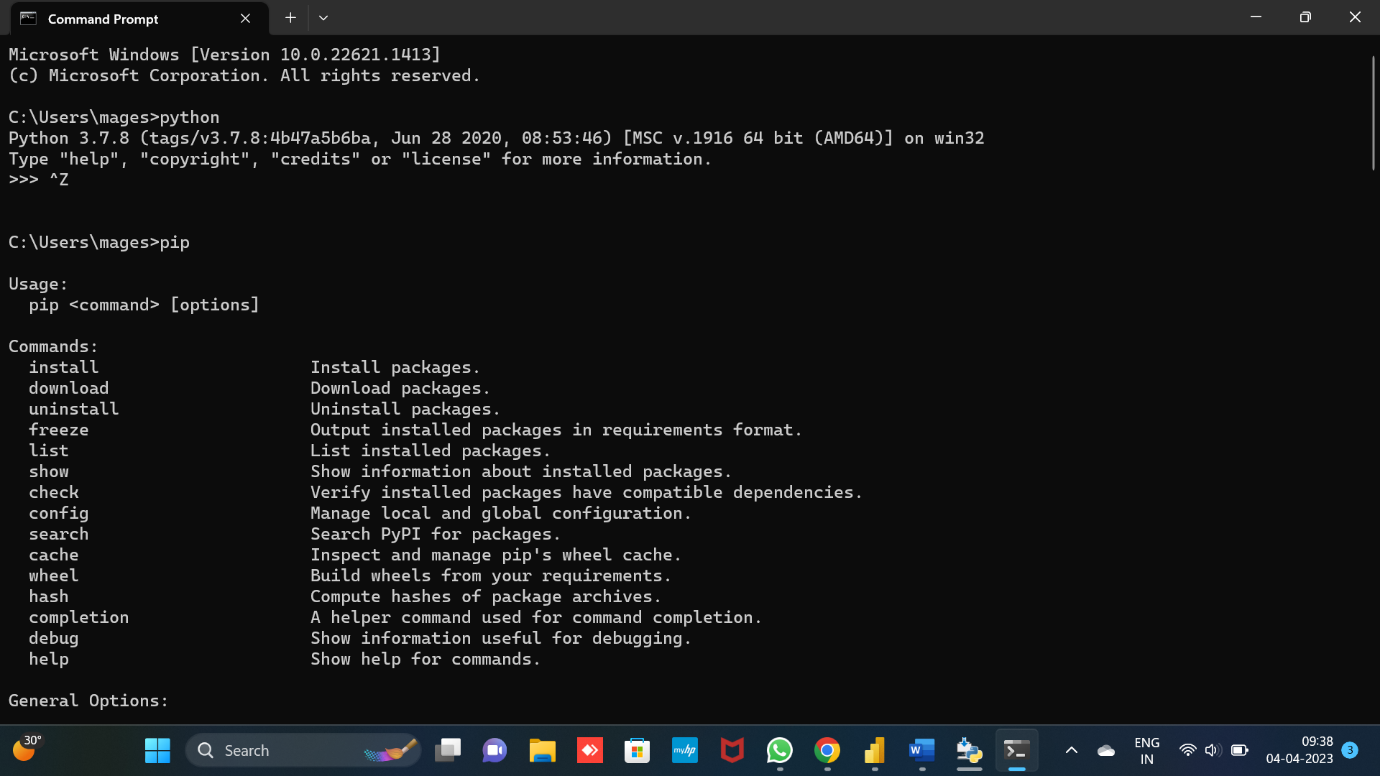 Command Prompt
Microsoft Windows [Version 10.0.22621.1413]
(c) Microsoft Corporation. All rights reserved.
C:\Users\mages>python
Python 3.7.8 (tags/v3.7.8:4b47a5b6ba, Jun 28 2020, 08:53:46) [MSC v.1916 64 bit (AMD64)] on win32
Type "help", "copyright", "credits" or "license" for more information.
>>> ^Z
C:\Users\mages>pip
Usage:
  pip <command> [options]
Commands:
  install                     Install packages.
  download                    Download packages.
  uninstall                   Uninstall packages.
  freeze                      Output installed packages in requirements format.
  list                        List installed packages.
  show                        Show information about installed packages.
  check                       Verify installed packages have compatible dependencies.
  config                      Manage local and global configuration.
  search                      Search PyPI for packages.
  cache                       Inspect and manage pip's wheel cache.
  wheel                       Build wheels from your requirements.
  hash                        Compute hashes of package archives.
  completion                  A helper command used for command completion.
  debug                       Show information useful for debugging.
  help                        Show help for commands.
General Options:
30°
Search
myhp
W
ENG
IN
09:38
04-04-2023
3